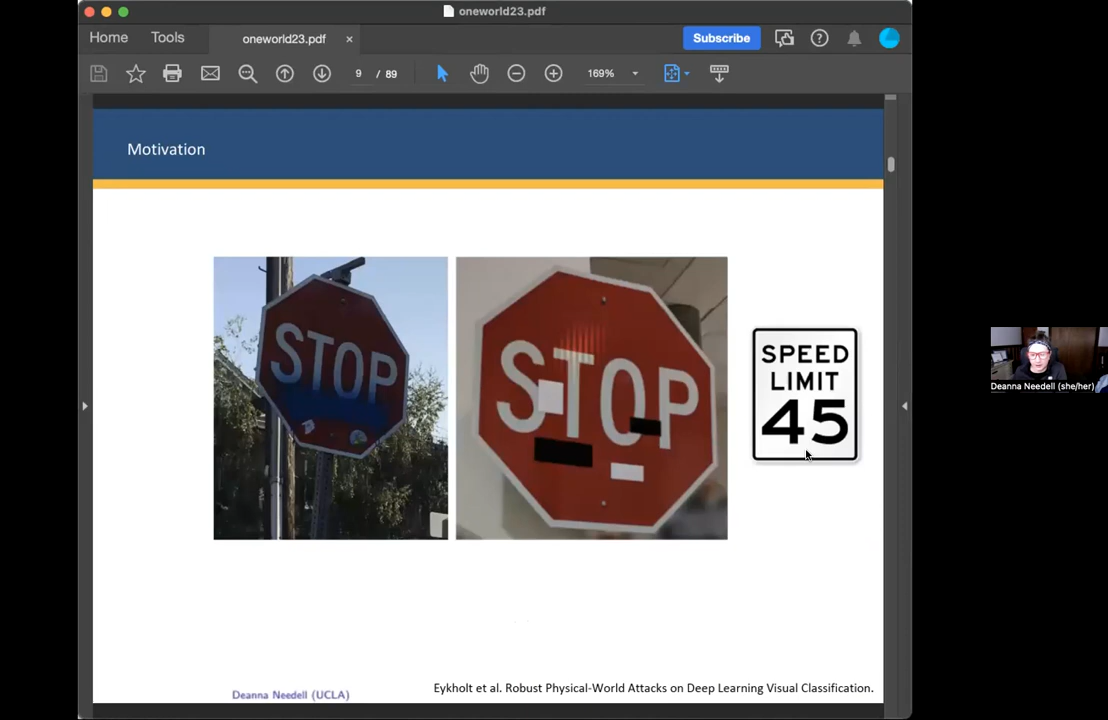 oneworld23.pdf
Home
Tools
oneworld23.pdf
Subscribe
9 / 89
169%
Motivation
STOP
STOP
SPEED
LIMIT
45
Deanna Needell (she/her)
Eykholt et al. Robust Physical-World Attacks on Deep Learning Visual Classification.
Deanna Needell (UCLA)